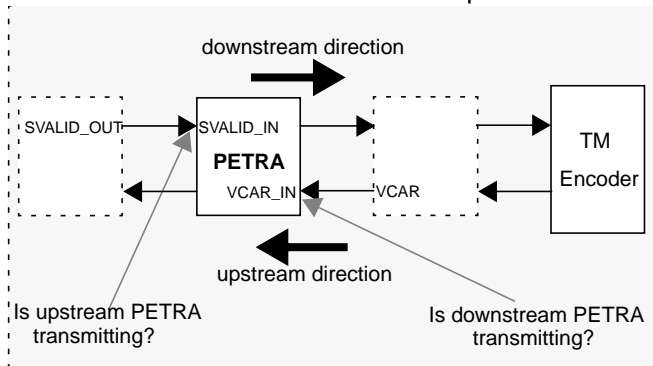 downstream direction
SVALID_OUT
SVALID_IN
PETRA
VCAR_IN
VCAR
TM
Encoder
upstream direction
Is upstream PETRA
transmitting?
Is downstream PETRA
transmitting?